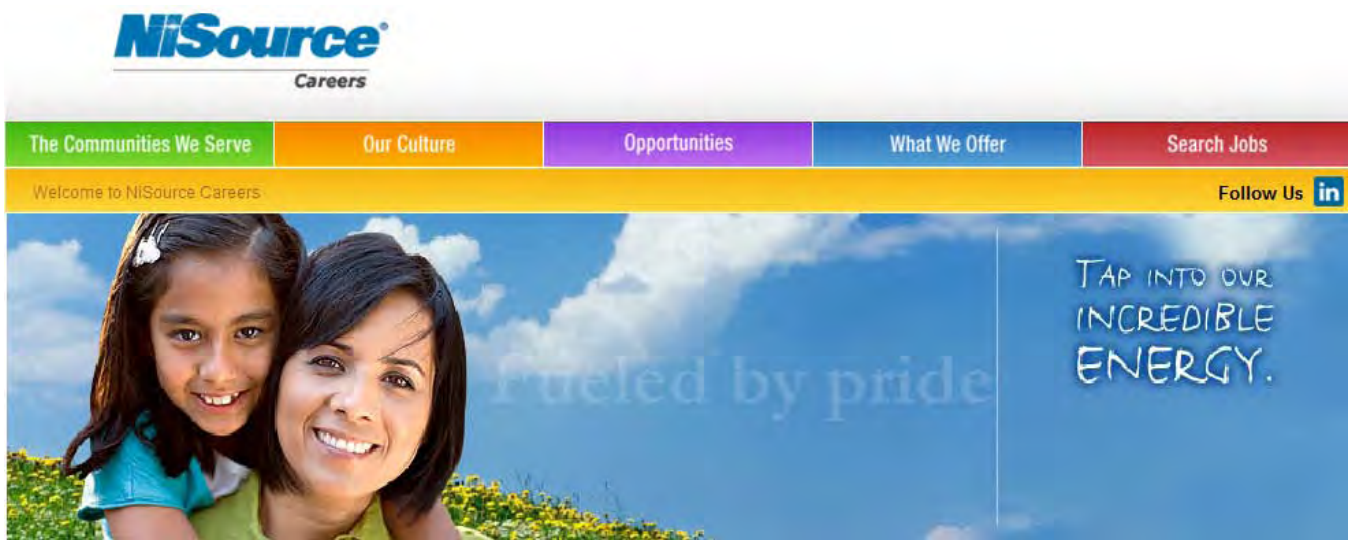 NiSource®
Careers
The Communities We Serve
Our Culture
Opportunities
What We Offer
Search Jobs
Welcome to NiSource Careers
Follow Us in
Fueled by pride
TAP INTO OUR
INCREDIBLE
ENERGY.